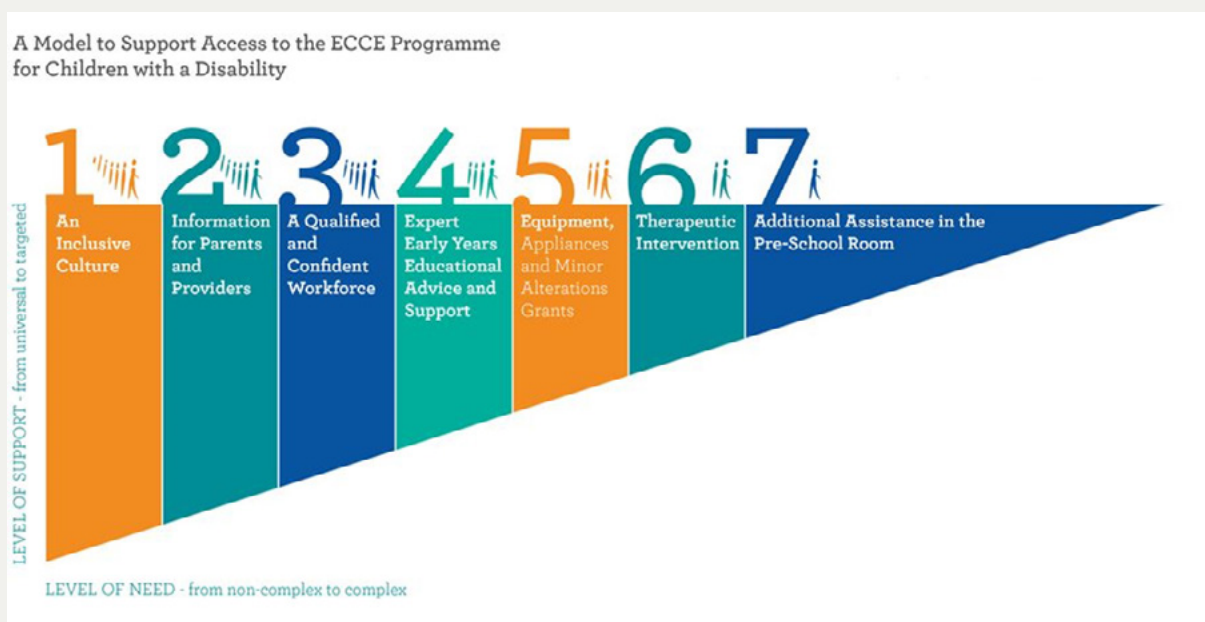 A Model to Support Access to the ECCE Programme
for Children with a Disability
1
2
3
4
5
6
7
An
Inclusive
Culture
Information
for Parents
and
Providers
A Qualified
and
Confident
Workforce
Expert
Early Years
Educational
Advice and
Support
Equipment,
Appliances
and Minor
Alterations
Grants
Therapeutic
Intervention
Additional Assistance in the
Pre-School Room
LEVEL OF SUPPORT - from universal to targeted
LEVEL OF NEED - from non-complex to complex